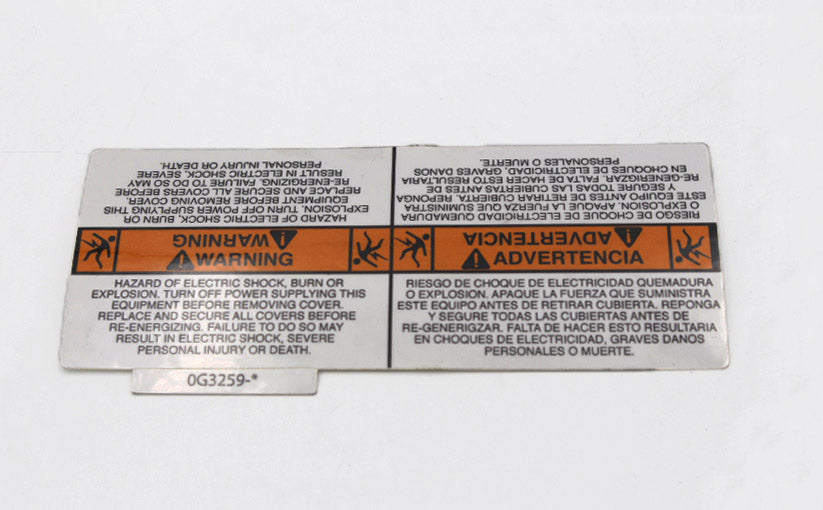 WARNING
HAZARD OF ELECTRIC SHOCK, BURN OR
EXPLOSION. TURN OFF POWER SUPPLYING THIS
EQUIPMENT BEFORE REMOVING COVER.
REPLACE AND SECURE ALL COVERS BEFORE
RE-ENERGIZING. FAILURE TO DO SO MAY
RESULT IN ELECTRIC SHOCK, SEVERE
PERSONAL INJURY OR DEATH.
ADVERTENCIA
RIESGO DE CHOQUE DE ELECTRICIDAD QUEMADURA
O EXPLOSION. APAQUE LA FUERZA QUE SUMINISTRA
ESTE EQUIPO ANTES DE RETIRAR CUBIERTA. REPONGA
Y SEGURE TODAS LAS CUBIERTAS ANTES DE
RE-GENERIGZAR. FALTA DE HACER ESTO RESULTARIA
EN CHOQUES DE ELECTRICIDAD, GRAVES DANOS
PERSONALES O MUERTE.
WARNING
HAZARD OF ELECTRIC SHOCK, BURN OR
EXPLOSION. TURN OFF POWER SUPPLYING THIS
EQUIPMENT BEFORE REMOVING COVER.
REPLACE AND SECURE ALL COVERS BEFORE
RE-ENERGIZING. FAILURE TO DO SO MAY
RESULT IN ELECTRIC SHOCK, SEVERE
PERSONAL INJURY OR DEATH.
ADVERTENCIA
RIESGO DE CHOQUE DE ELECTRICIDAD QUEMADURA
O EXPLOSION. APAQUE LA FUERZA QUE SUMINISTRA
ESTE EQUIPO ANTES DE RETIRAR CUBIERTA. REPONGA
Y SEGURE TODAS LAS CUBIERTAS ANTES DE
RE-GENERIGZAR. FALTA DE HACER ESTO RESULTARIA
EN CHOQUES DE ELECTRICIDAD, GRAVES DANOS
PERSONALES O MUERTE.
0G3259-*